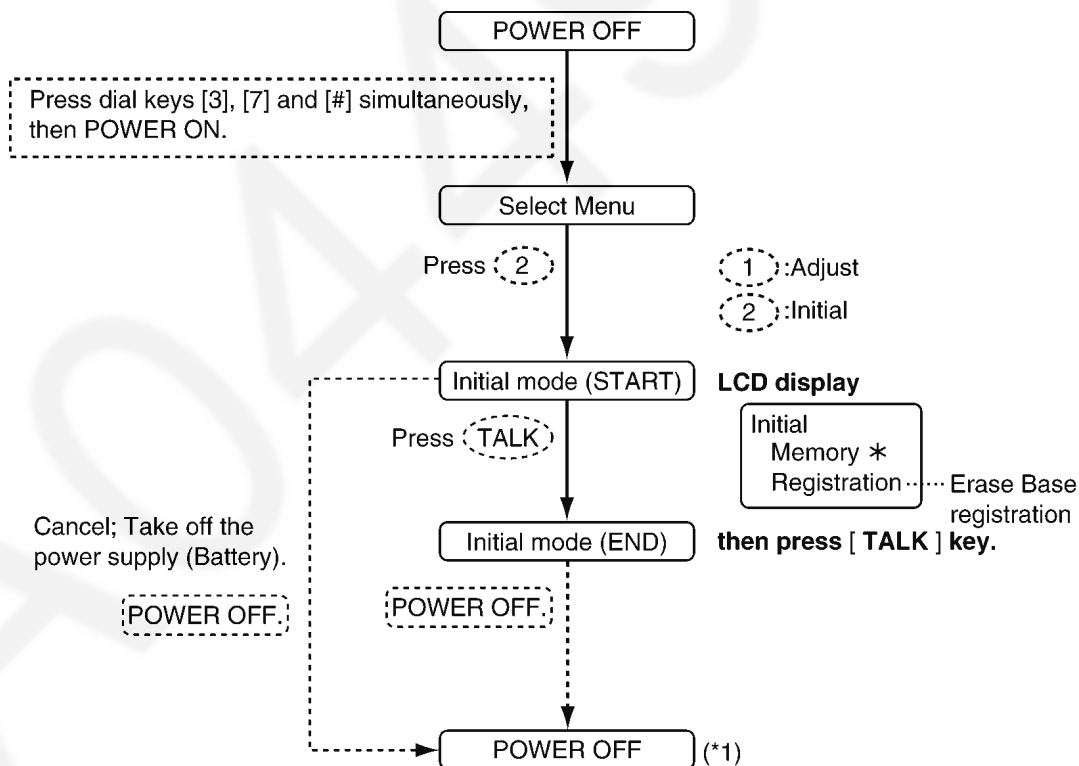 POWER OFF
Press dial keys [3], [7] and [#] simultaneously,
then POWER ON.
Select Menu
Press 2
1 :Adjust
2 :Initial
Initial mode (START)
LCD display
Press TALK
Initial
Memory ＊
Registration ······ Erase Base
registration
Cancel; Take off the
power supply (Battery).
Initial mode (END)
then press [ TALK ] key.
POWER OFF.
POWER OFF.
POWER OFF (*1)